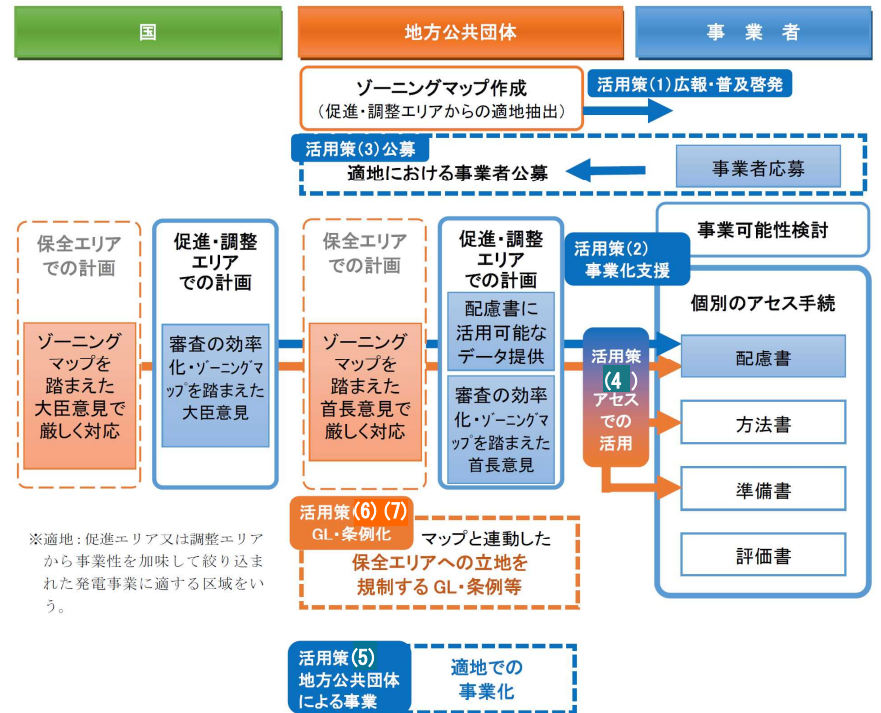 国
地方公共団体
事　業　者
ゾーニングマップ作成
(促進・調整エリアからの適地抽出)
活用策(1)広報・普及啓発
活用策(3)公募
適地における事業者公募
事業者応募
保全エリア
での計画
ゾーニング
マップを
踏まえた
大臣意見で
厳しく対応
促進・調整
エリア
での計画
審査の効率
化・ゾーニングマ
ップを踏まえた
大臣意見
保全エリア
での計画
ゾーニング
マップを
踏まえた
首長意見で
厳しく対応
促進・調整
エリア
での計画
配慮書に
活用可能な
データ提供
審査の効率
化・ゾーニングマ
ップを踏まえた
首長意見
活用策(2)
事業化支援
事業可能性検討
個別のアセス手続
活用策
(4)
アセス
での
活用
配慮書
方法書
準備書
評価書
※適地:促進エリア又は調整エリア
から事業性を加味して絞り込ま
れた発電事業に適する区域をい
う。
活用策(6)(7)
GL・条例化
マップと連動した
保全エリアへの立地を
規制する GL・条例等
活用策(5)
地方公共団体
による事業
適地での
事業化